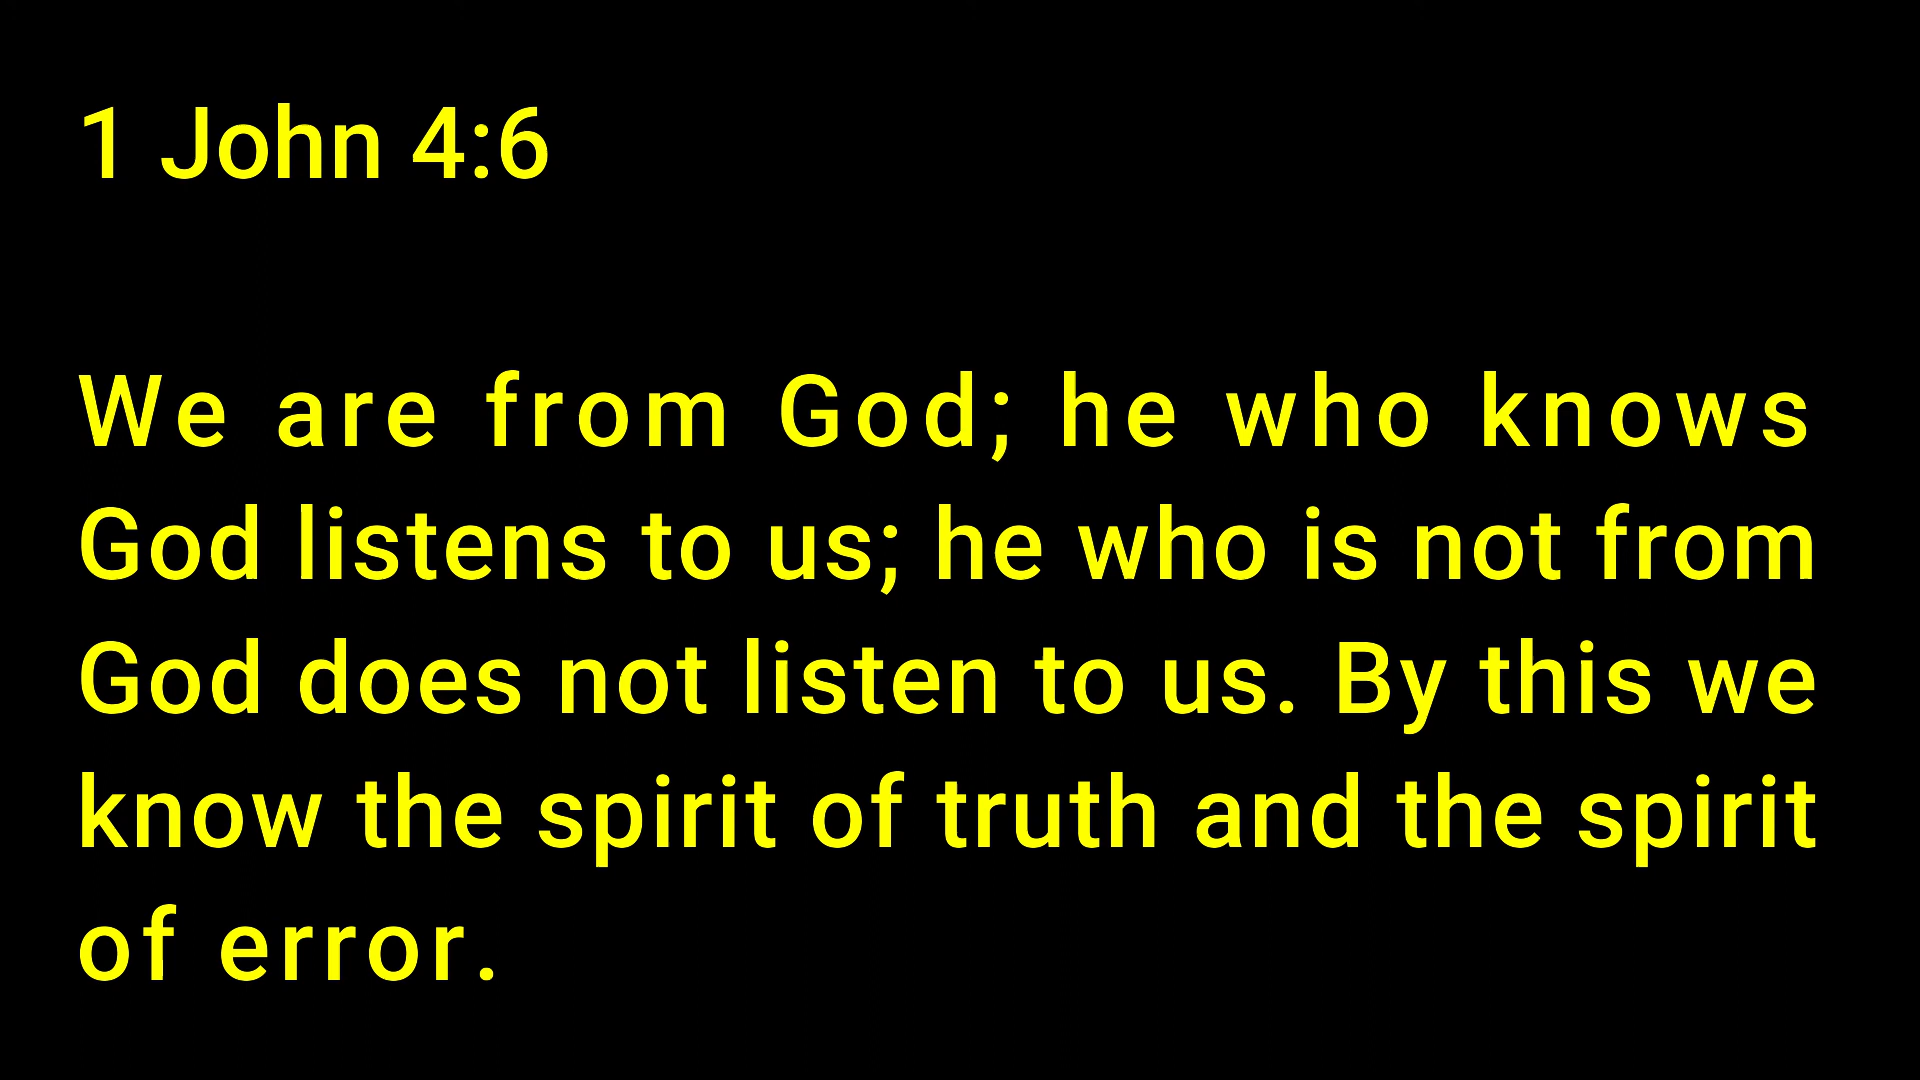 1 John 4:6
We are from God; he who knows
God listens to us; he who is not from
God does not listen to us. By this we
know the spirit of truth and the spirit
of error.